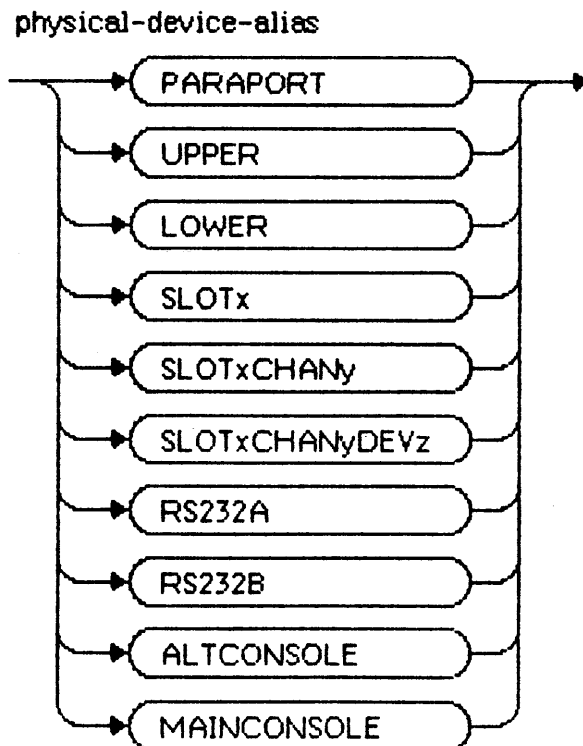 physical-device-alias
PARAPORT
UPPER
LOWER
SLOTx
SLOTxCHANy
SLOTxCHANyDEVz
RS232A
RS232B
ALTCONSOLE
MAINCONSOLE